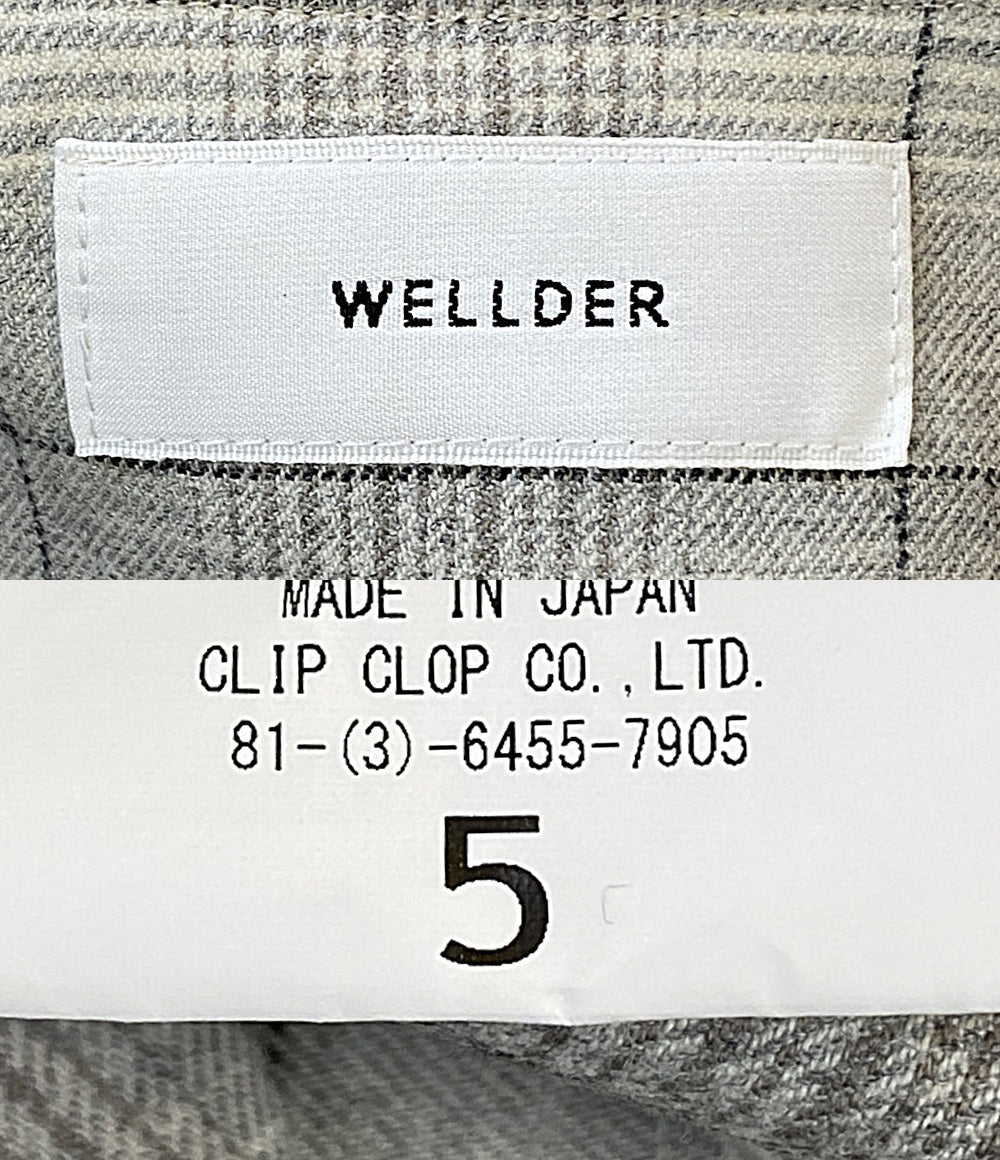 WELLDER
MADE IN JAPAN
CLIP CLOP CO.,LTD.
81-(3)-6455-7905
5